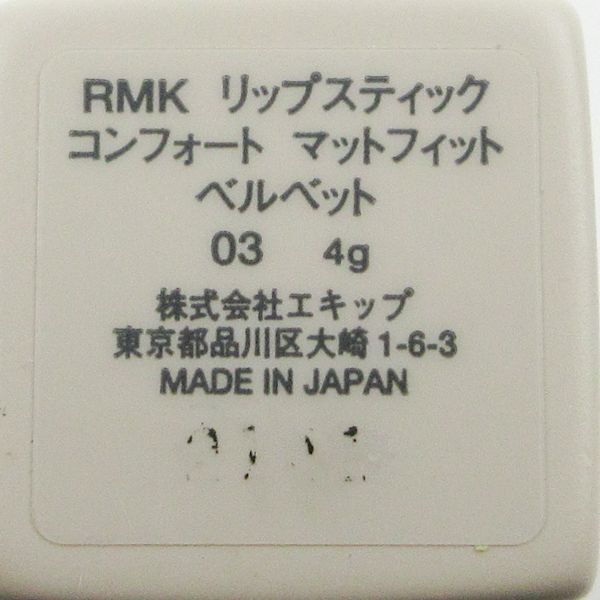 RMK リップスティック
コンフォート マットフィット
ベルベット
03 4g
株式会社エキップ
東京都品川区大崎1-6-3
MADE IN JAPAN